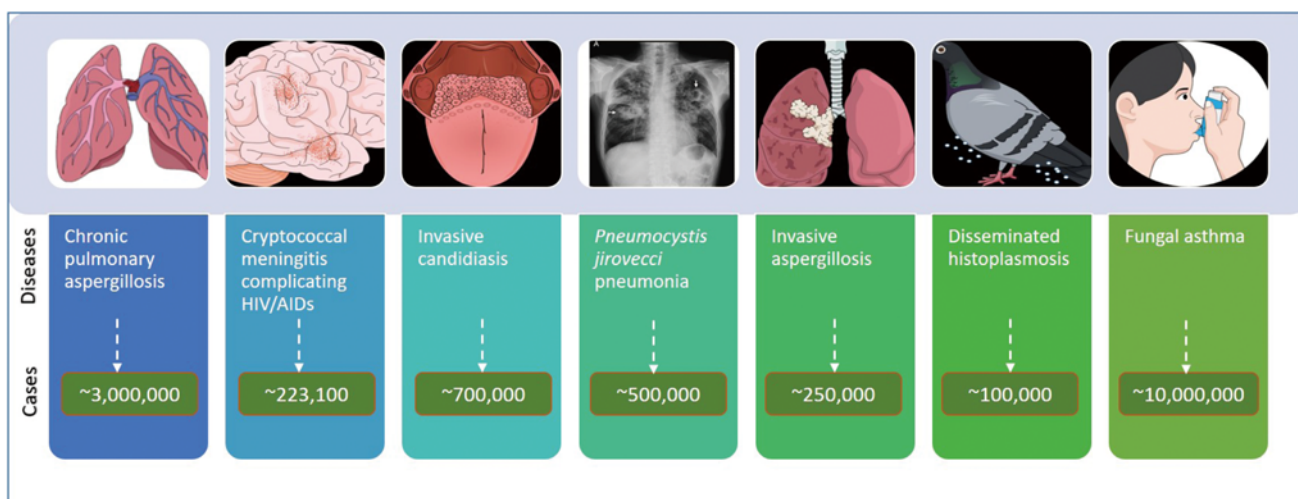 A
Diseases
Chronic
pulmonary
aspergillosis
Cryptococcal
meningitis
complicating
HIV/AIDs
Invasive
candidiasis
Pneumocystis
jirovecci
pneumonia
Invasive
aspergillosis
Disseminated
histoplasmosis
Fungal asthma
Cases
~3,000,000
~223,100
~700,000
~500,000
~250,000
~100,000
~10,000,000